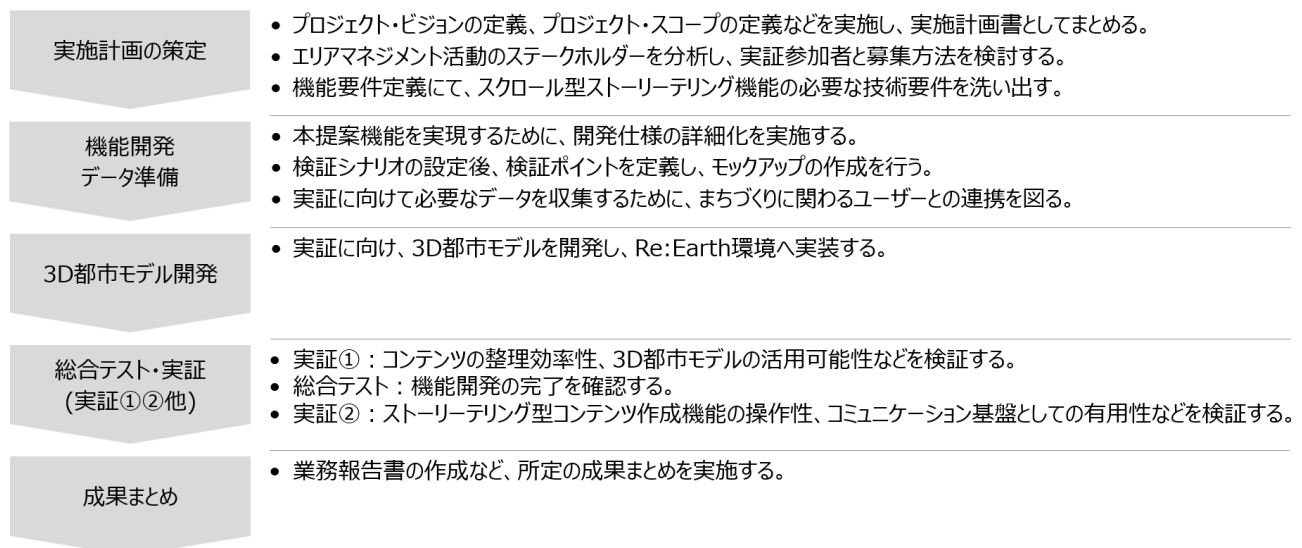 実施計画の策定
• プロジェクト・ビジョンの定義、プロジェクト・スコープの定義などを実施し、実施計画書としてまとめる。
• エリアマネジメント活動のステークホルダーを分析し、実証参加者と募集方法を検討する。
• 機能要件定義にて、スクロール型ストーリーテリング機能の必要な技術要件を洗い出す。
機能開発
データ準備
• 本提案機能を実現するために、開発仕様の詳細化を実施する。
• 検証シナリオの設定後、検証ポイントを定義し、モックアップの作成を行う。
• 実証に向けて必要なデータを収集するために、まちづくりに関わるユーザーとの連携を図る。
3D都市モデル開発
• 実証に向け、3D都市モデルを開発し、Re:Earth環境へ実装する。
総合テスト・実証
(実証①②他)
• 実証①：コンテンツの整理効率性、3D都市モデルの活用可能性などを検証する。
• 総合テスト：機能開発の完了を確認する。
• 実証②：ストーリーテリング型コンテンツ作成機能の操作性、コミュニケーション基盤としての有用性などを検証する。
成果まとめ
• 業務報告書の作成など、所定の成果まとめを実施する。